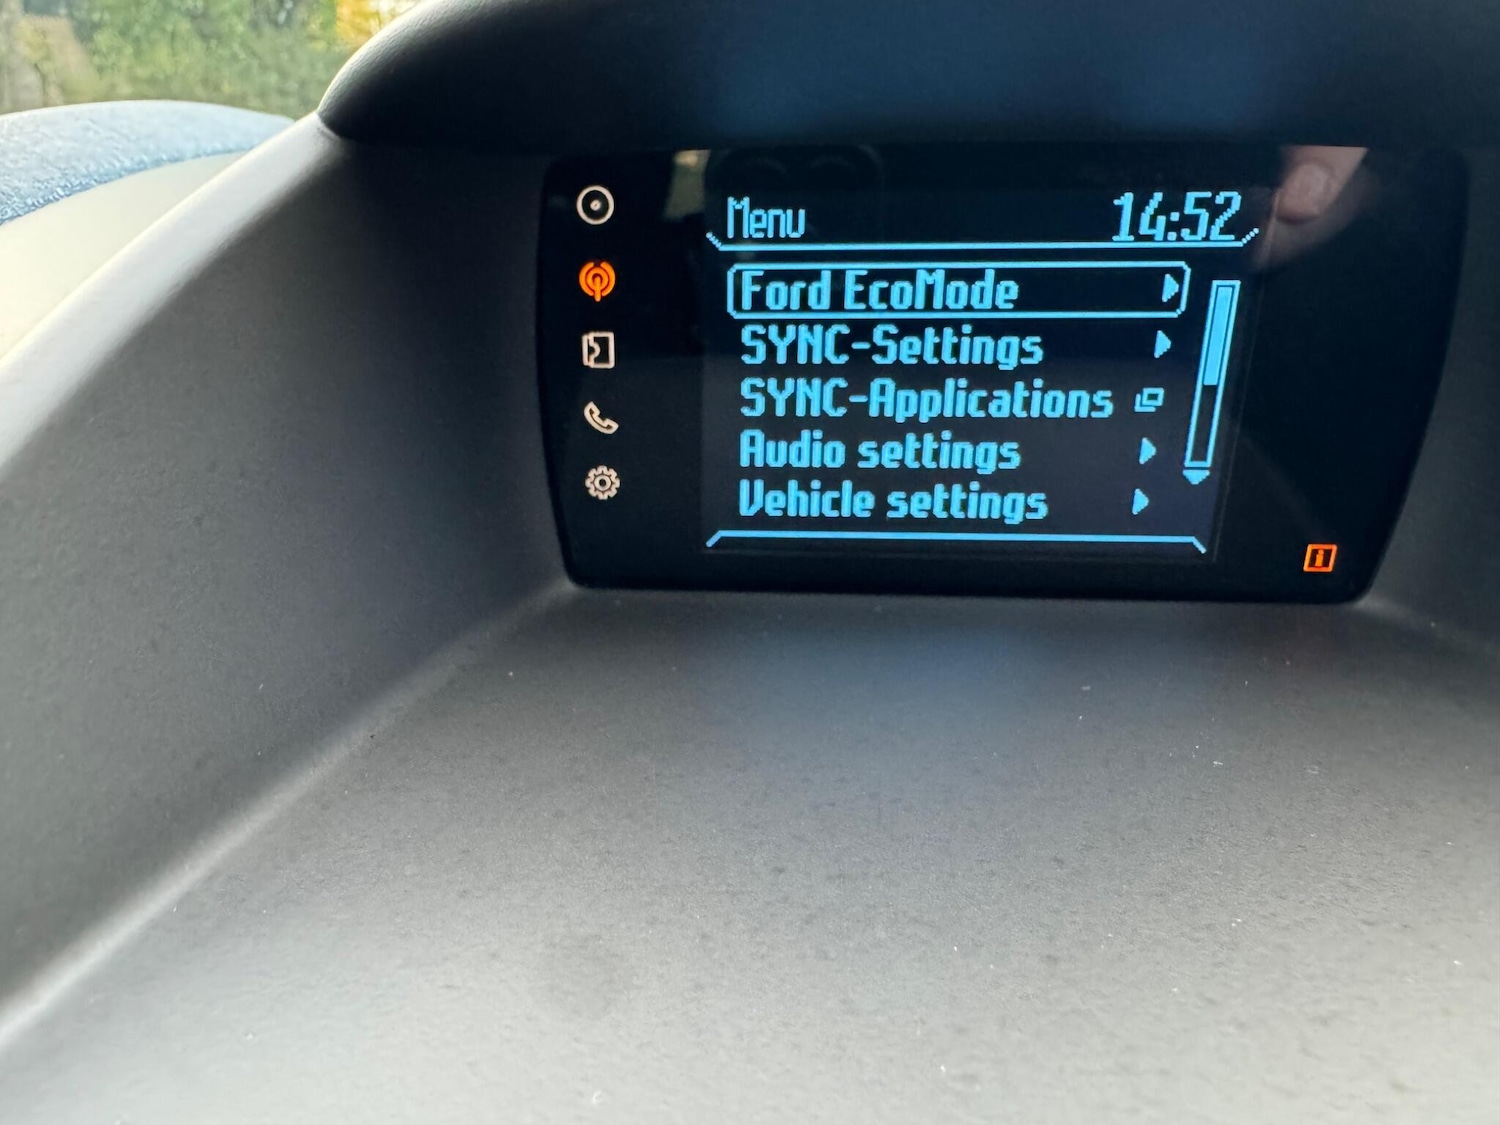 Menu 14:52
Ford EcoMode
SYNC-Settings
SYNC-Applications
Audio settings
Vehicle settings
i